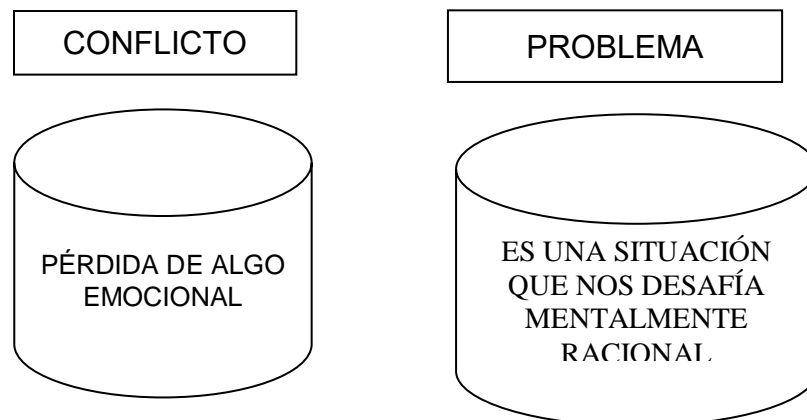 CONFLICTO
PROBLEMA
PÉRDIDA DE ALGO
EMOCIONAL
ES UNA SITUACIÓN
QUE NOS DESAFÍA
MENTALMENTE
RACIONAL